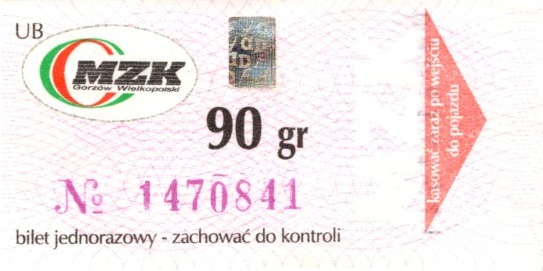 UB
MZK
Gorzów Wielkopolski
90 gr
№ 1470841
bilet jednorazowy - zachować do kontroli
kasować zaraz po wejściu
do pojazdu